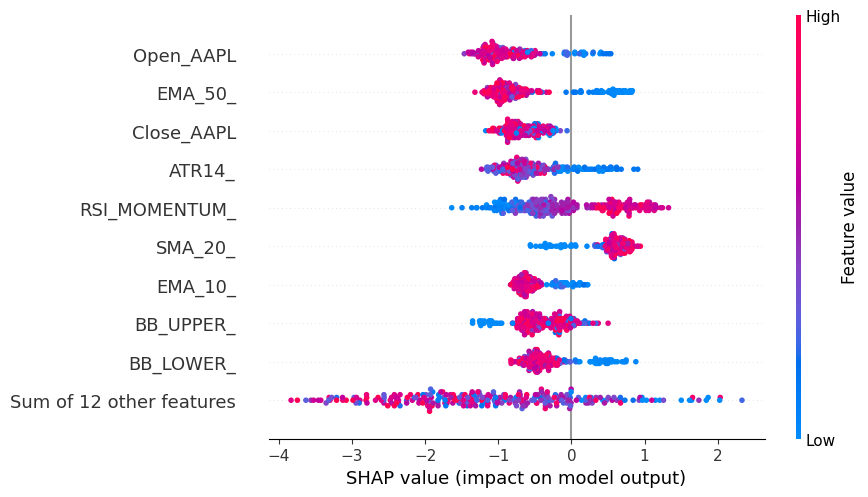 High
Open_AAPL
EMA_50_
Close_AAPL
ATR14_
RSI_MOMENTUM_
SMA_20_
EMA_10_
BB_UPPER_
BB_LOWER_
Sum of 12 other features
Feature value
Low
−4 −3 −2 −1 0 1 2
SHAP value (impact on model output)